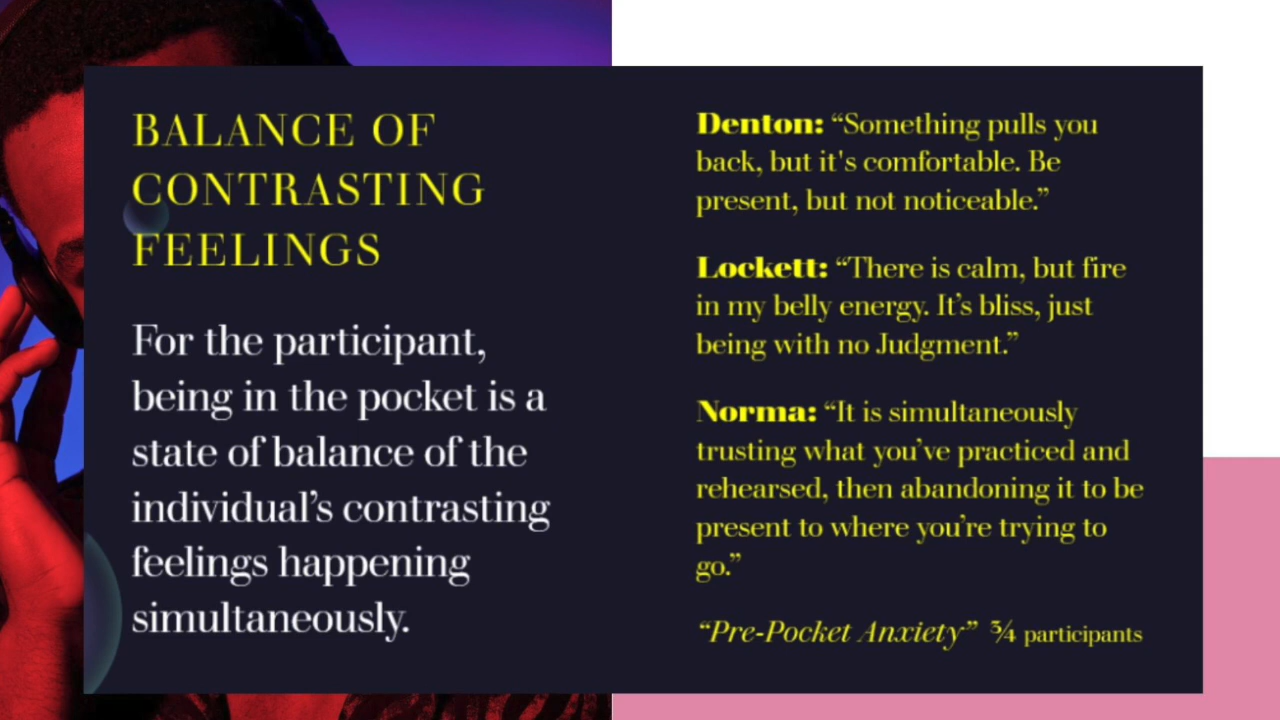 BALANCE OF
CONTRASTING
FEELINGS
For the participant,
being in the pocket is a
state of balance of the
individual’s contrasting
feelings happening
simultaneously.
Denton: “Something pulls you
back, but it's comfortable. Be
present, but not noticeable.”
Lockett: “There is calm, but fire
in my belly energy. It’s bliss, just
being with no Judgment.”
Norma: “It is simultaneously
trusting what you’ve practiced and
rehearsed, then abandoning it to be
present to where you’re trying to
go.”
“Pre-Pocket Anxiety” ¾ participants